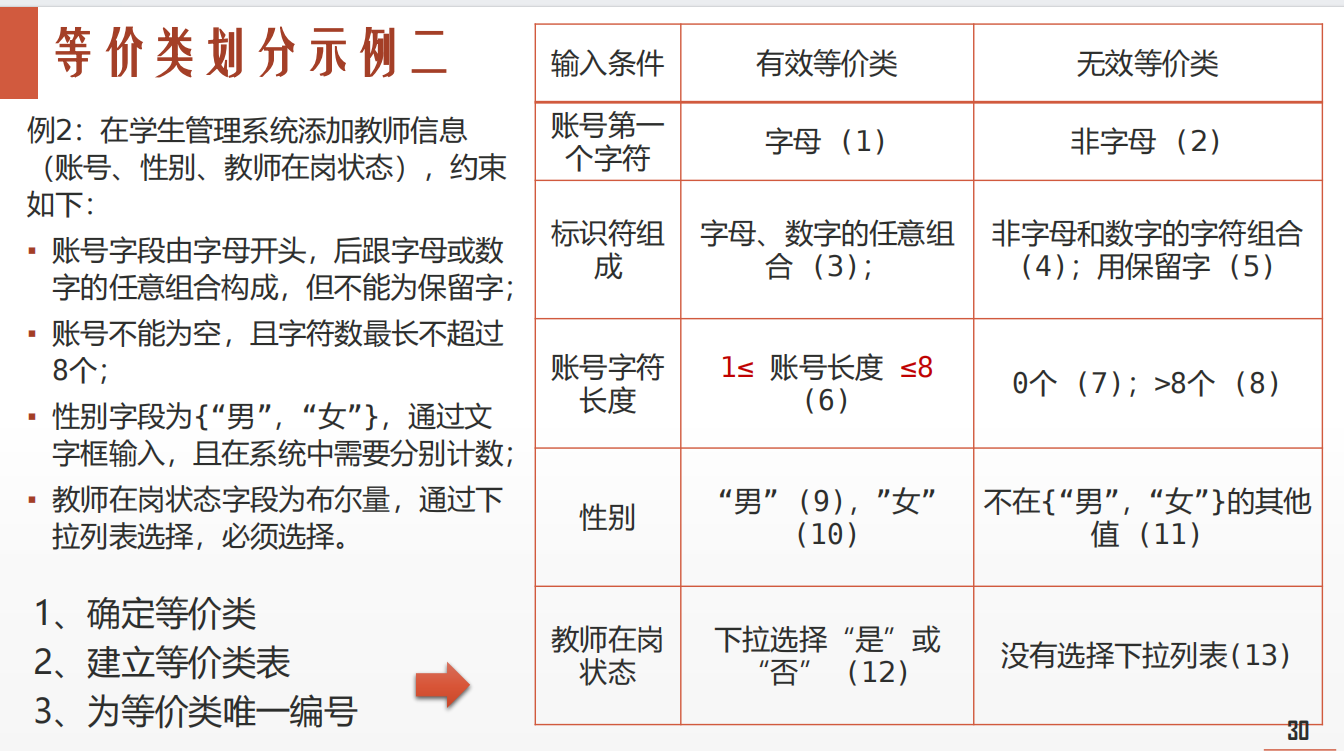 等价类划分示例二
例2：在学生管理系统添加教师信息
（账号、性别、教师在岗状态），约束
如下：
▪ 账号字段由字母开头，后跟字母或数
字的任意组合构成，但不能为保留字；
▪ 账号不能为空，且字符数最长不超过
8个；
▪ 性别字段为{“男”，“女”}，通过文
字框输入，且在系统中需要分别计数；
▪ 教师在岗状态字段为布尔量，通过下
拉列表选择，必须选择。
1、确定等价类
2、建立等价类表
3、为等价类唯一编号
输入条件 有效等价类 无效等价类
账号第一
个字符
字母（1）
非字母（2）
标识符组
成
字母、数字的任意组
合（3）；
非字母和数字的字符组合
（4）；用保留字（5）
账号字符
长度
1≤ 账号长度 ≤8
（6）
0个（7）；>8个（8）
性别
“男”（9），”女”
（10）
不在{“男”，“女”}的其他
值（11）
教师在岗
状态
下拉选择“是”或
“否”（12）
没有选择下拉列表(13)
30